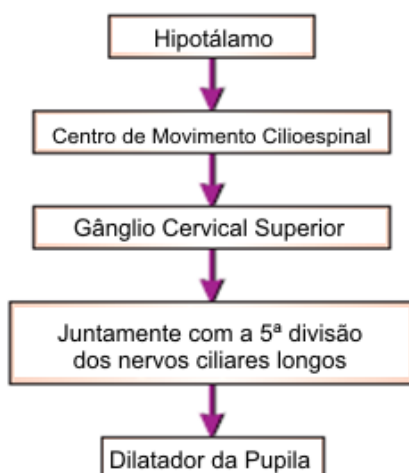 Hipotálamo
Centro de Movimento Cilioespinal
Gânglio Cervical Superior
Juntamente com a 5ª divisão
dos nervos ciliares longos
Dilatador da Pupila